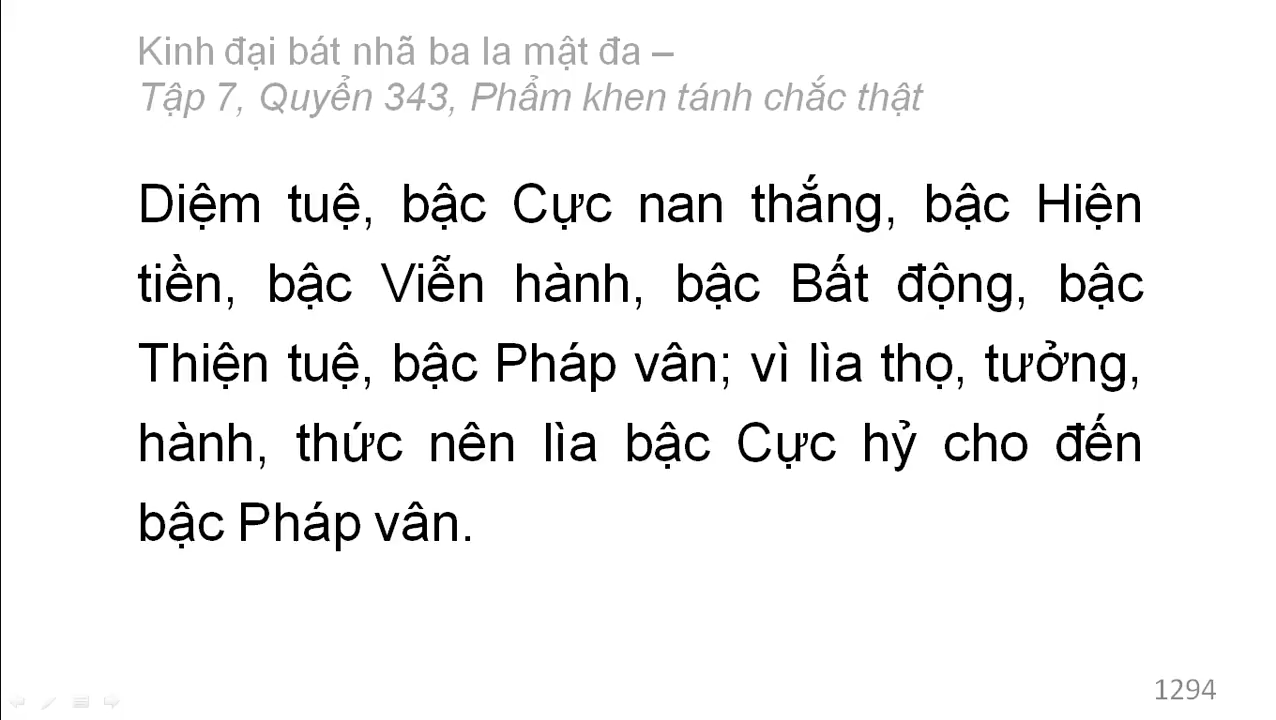 Kinh đại bát nhã ba la mật đa –
Tập 7, Quyển 343, Phẩm khen tánh chắc thật
Diệm tuệ, bậc Cực nan thắng, bậc Hiện
tiền, bậc Viễn hành, bậc Bất động, bậc
Thiện tuệ, bậc Pháp vân; vì lìa thọ, tưởng,
hành, thức nên lìa bậc Cực hỷ cho đến
bậc Pháp vân.
1294